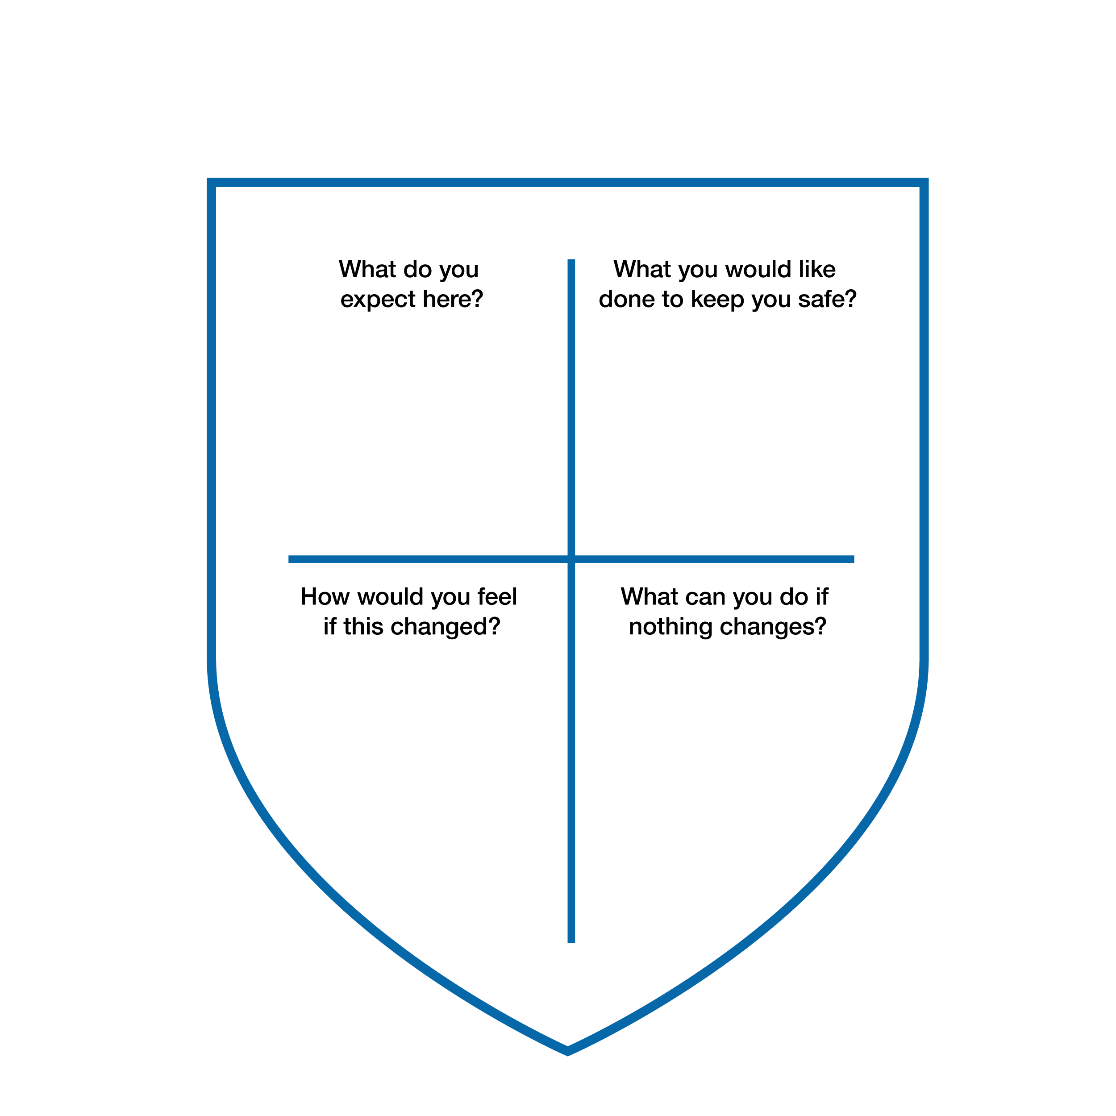 What do you
expect here?
What you would like
done to keep you safe?
How would you feel
if this changed?
What can you do if
nothing changes?